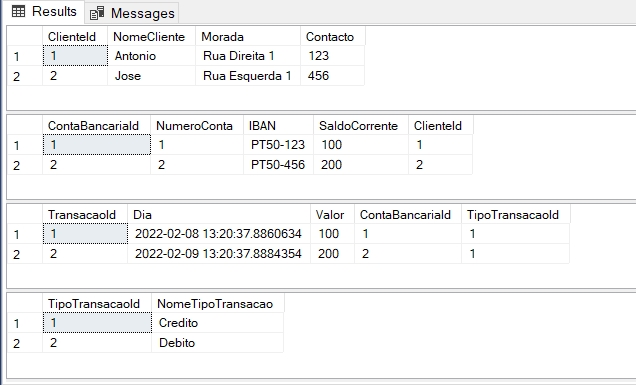 Results Messages
ClienteId NomeCliente Morada Contacto
1 1 Antonio Rua Direita 1 123
2 2 Jose Rua Esquerda 1 456
ContaBancariaId NumeroConta IBAN SaldoCorrente ClienteId
1 1 1 PT50-123 100 1
2 2 2 PT50-456 200 2
TransacaoId Dia Valor ContaBancariaId TipoTransacaoId
1 1 2022-02-08 13:20:37.8860634 100 1 1
2 2 2022-02-09 13:20:37.8884354 200 2 1
TipoTransacaoId NomeTipoTransacao
1 1 Credito
2 2 Debito